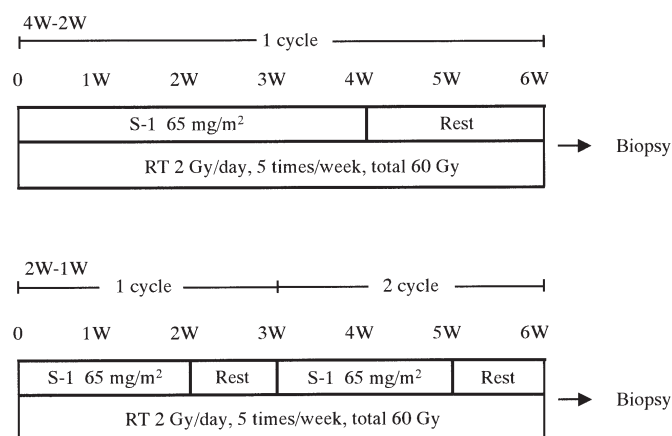 4W-2W
1 cycle
0 1W 2W 3W 4W 5W 6W
S-1 65 mg/m² Rest
RT 2 Gy/day, 5 times/week, total 60 Gy
Biopsy
2W-1W
1 cycle 2 cycle
0 1W 2W 3W 4W 5W 6W
S-1 65 mg/m² Rest S-1 65 mg/m² Rest
RT 2 Gy/day, 5 times/week, total 60 Gy
Biopsy